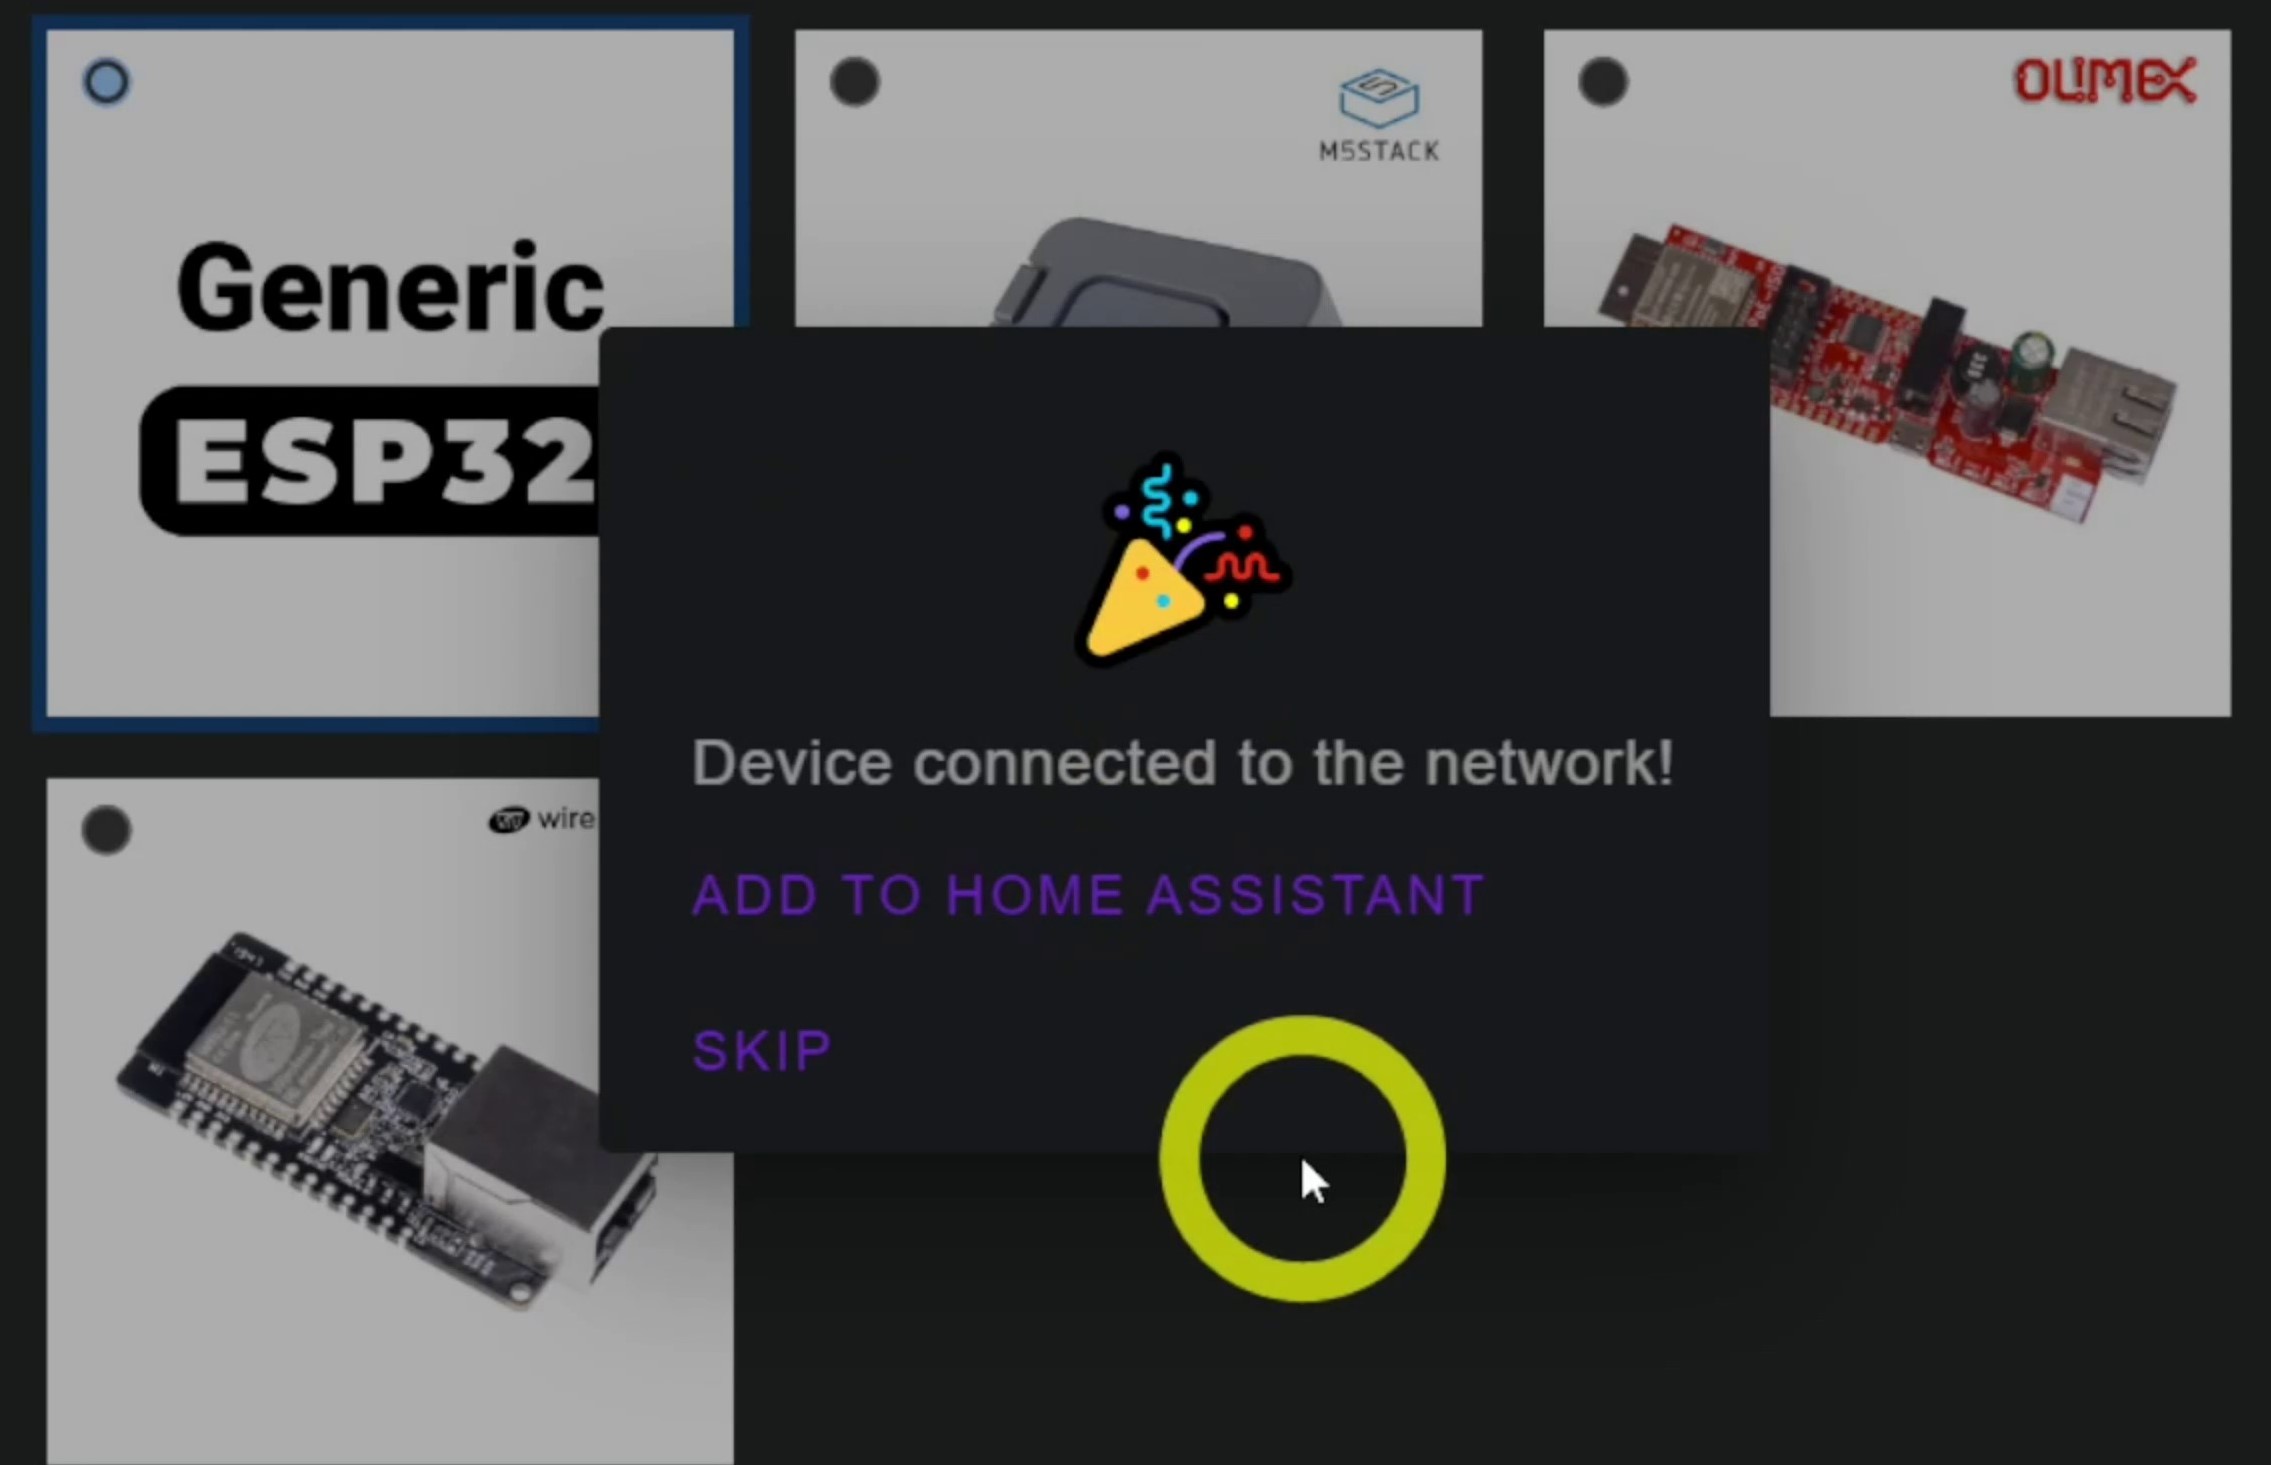 M5STACK
OLIMEX
Generic
ESP32
Device connected to the network!
ADD TO HOME ASSISTANT
SKIP
wire